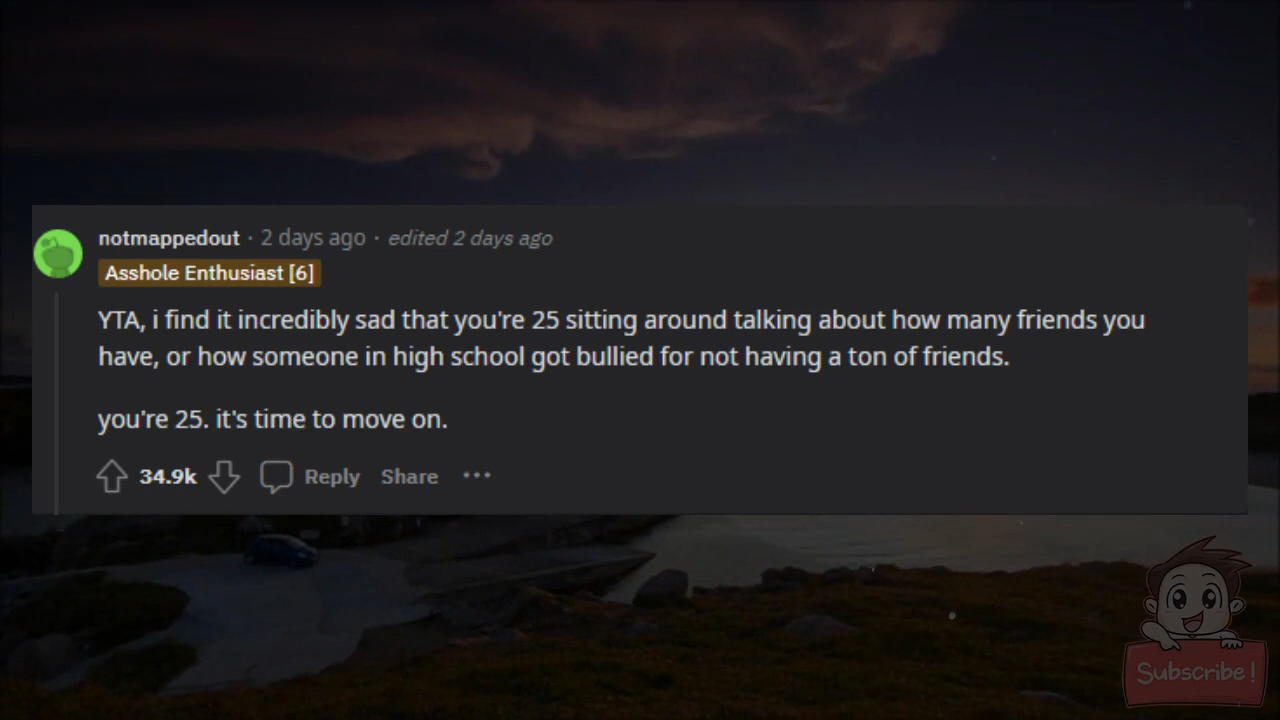 notmappedout · 2 days ago · edited 2 days ago
Asshole Enthusiast [6]
YTA, i find it incredibly sad that you're 25 sitting around talking about how many friends you
have, or how someone in high school got bullied for not having a ton of friends.
you're 25. it's time to move on.
34.9k Reply Share ···
Subscribe!